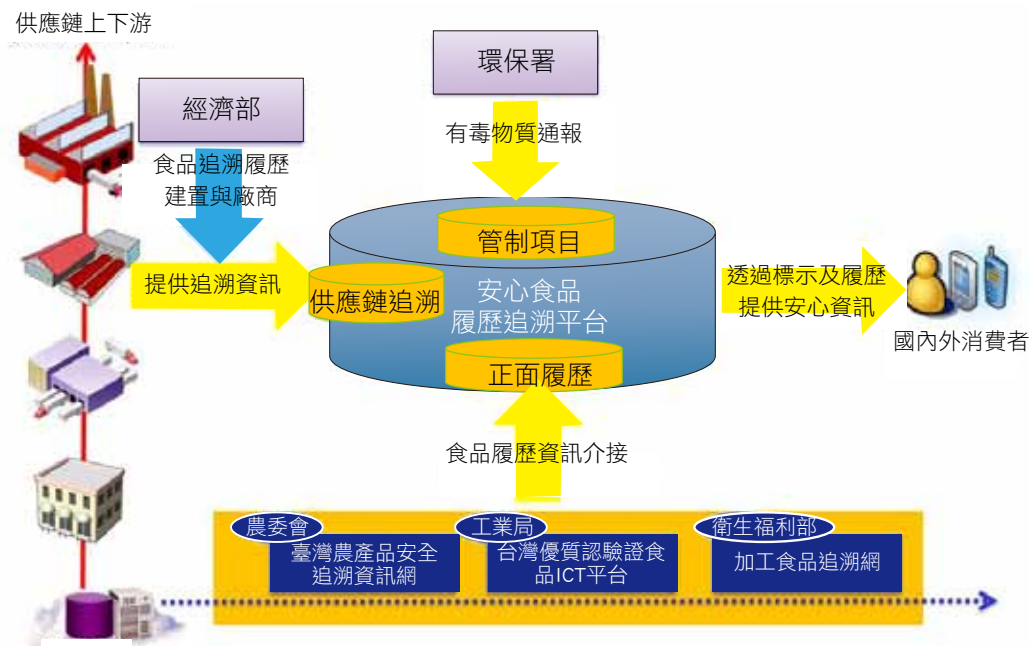 供應鏈上下游
環保署
經濟部
有毒物質通報
食品追溯履歷
建置與廠商
管制項目
提供追溯資訊
供應鏈追溯
安心食品
履歷追溯平台
透過標示及履歷
提供安心資訊
國內外消費者
正面履歷
食品履歷資訊介接
農委會
臺灣農產品安全
追溯資訊網
工業局
台灣優質認驗證食
品ICT平台
衛生福利部
加工食品追溯網